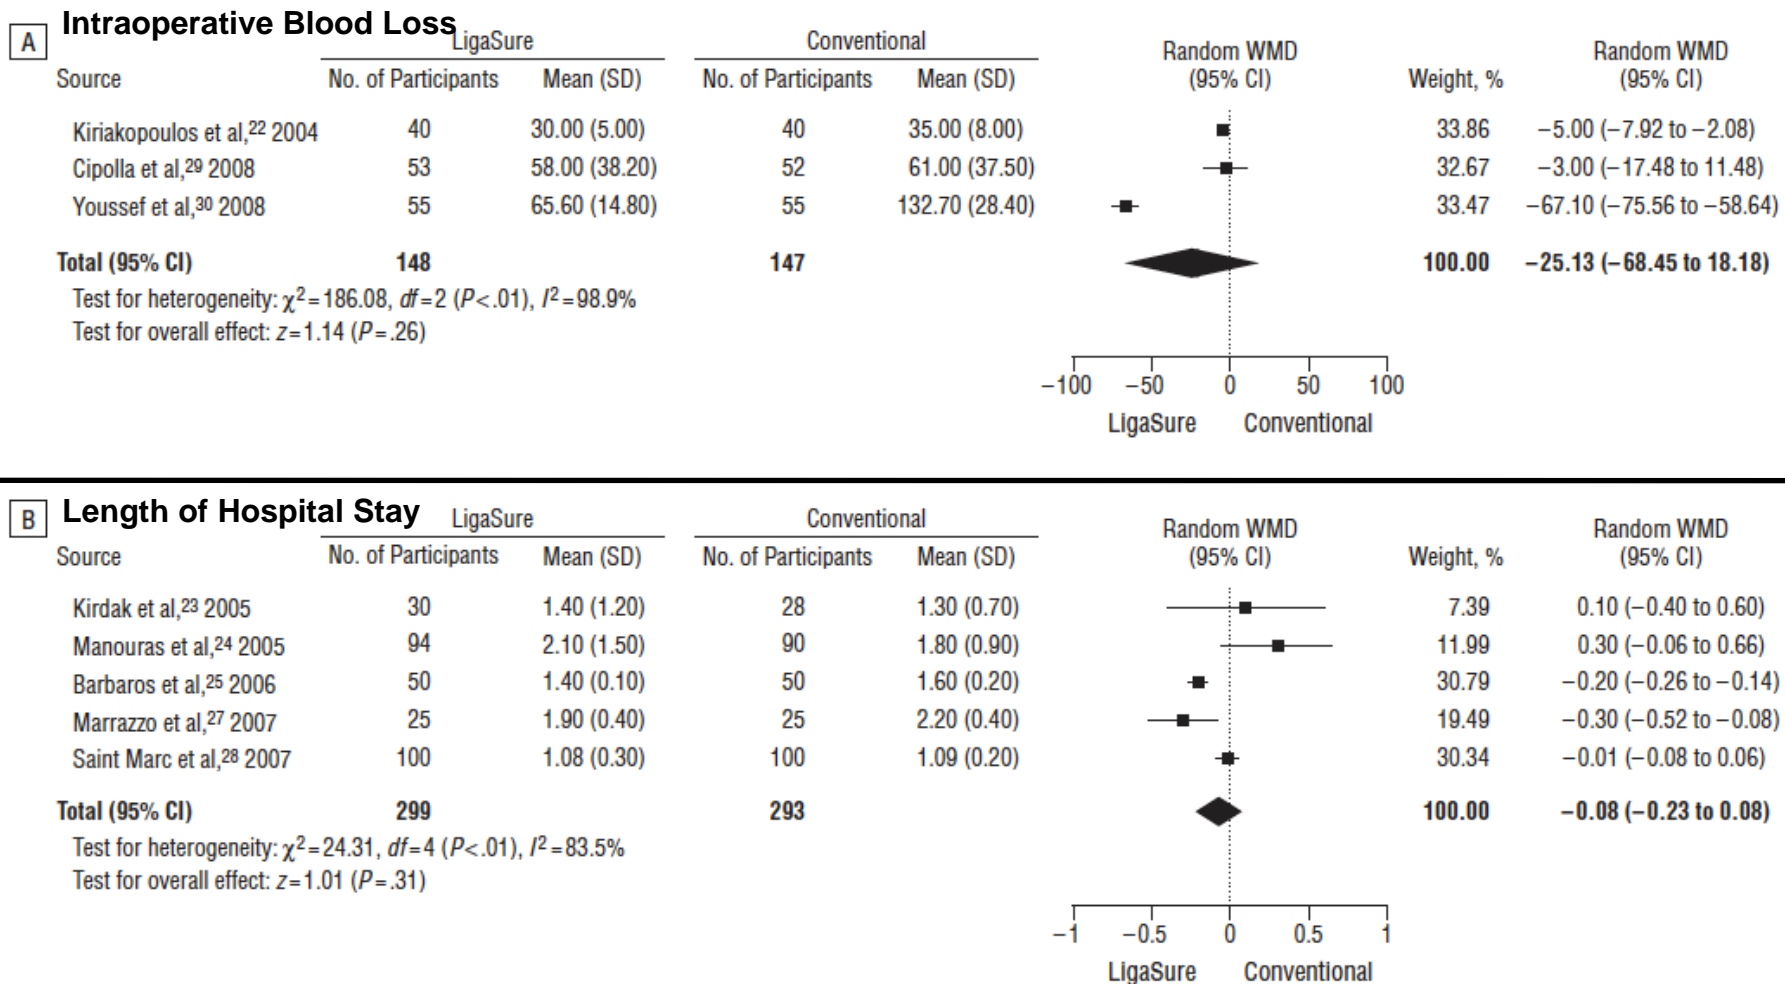 A Intraoperative Blood Loss
LigaSure Conventional Random WMD Random WMD
Source No. of Participants Mean (SD) No. of Participants Mean (SD) (95% CI) Weight, % (95% CI)
Kiriakopoulos et al,22 2004 40 30.00 (5.00) 40 35.00 (8.00) 33.86 −5.00 (−7.92 to −2.08)
Cipolla et al,29 2008 53 58.00 (38.20) 52 61.00 (37.50) 32.67 −3.00 (−17.48 to 11.48)
Youssef et al,30 2008 55 65.60 (14.80) 55 132.70 (28.40) 33.47 −67.10 (−75.56 to −58.64)
Total (95% CI) 148 147 100.00 −25.13 (−68.45 to 18.18)
Test for heterogeneity: χ2=186.08, df=2 (P<.01), I2=98.9%
Test for overall effect: z=1.14 (P=.26)
−100 −50 0 50 100
LigaSure Conventional
B Length of Hospital Stay
LigaSure Conventional Random WMD Random WMD
Source No. of Participants Mean (SD) No. of Participants Mean (SD) (95% CI) Weight, % (95% CI)
Kirdak et al,23 2005 30 1.40 (1.20) 28 1.30 (0.70) 7.39 0.10 (−0.40 to 0.60)
Manouras et al,24 2005 94 2.10 (1.50) 90 1.80 (0.90) 11.99 0.30 (−0.06 to 0.66)
Barbaros et al,25 2006 50 1.40 (0.10) 50 1.60 (0.20) 30.79 −0.20 (−0.26 to −0.14)
Marrazzo et al,27 2007 25 1.90 (0.40) 25 2.20 (0.40) 19.49 −0.30 (−0.52 to −0.08)
Saint Marc et al,28 2007 100 1.08 (0.30) 100 1.09 (0.20) 30.34 −0.01 (−0.08 to 0.06)
Total (95% CI) 299 293 100.00 −0.08 (−0.23 to 0.08)
Test for heterogeneity: χ2=24.31, df=4 (P<.01), I2=83.5%
Test for overall effect: z=1.01 (P=.31)
−1 −0.5 0 0.5 1
LigaSure Conventional